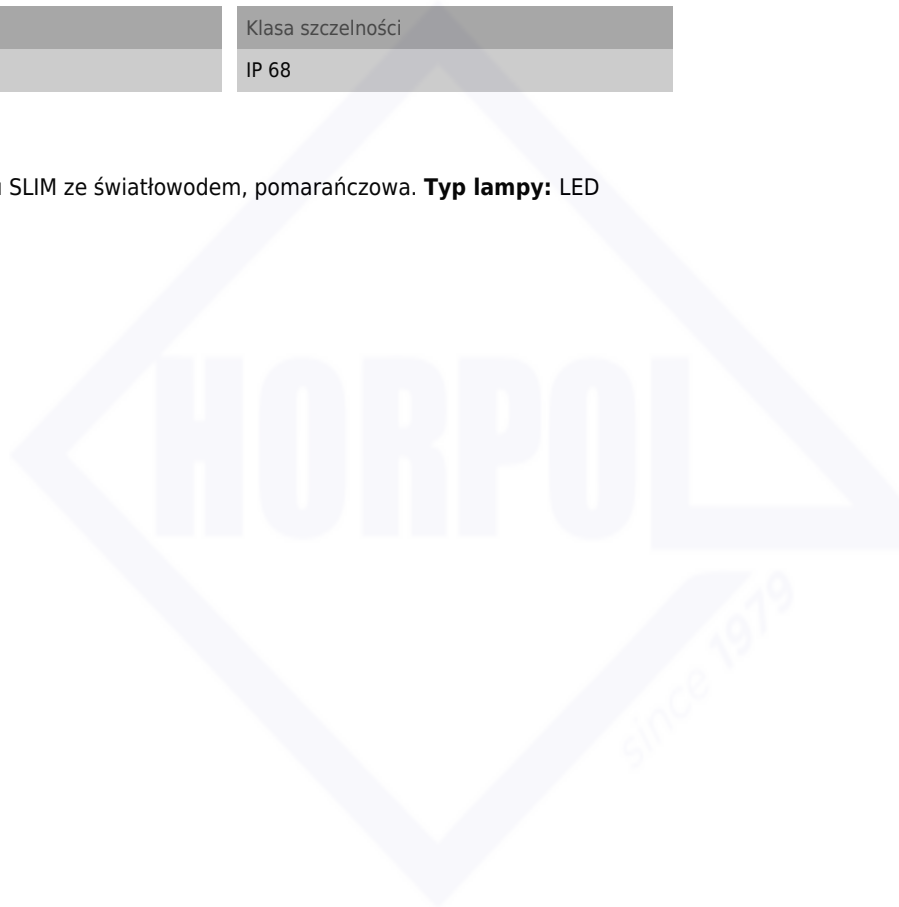 Klasa szczelności
IP 68
SLIM ze światłowodem, pomarańczowa. Typ lampy: LED
HORPOL
since 1979